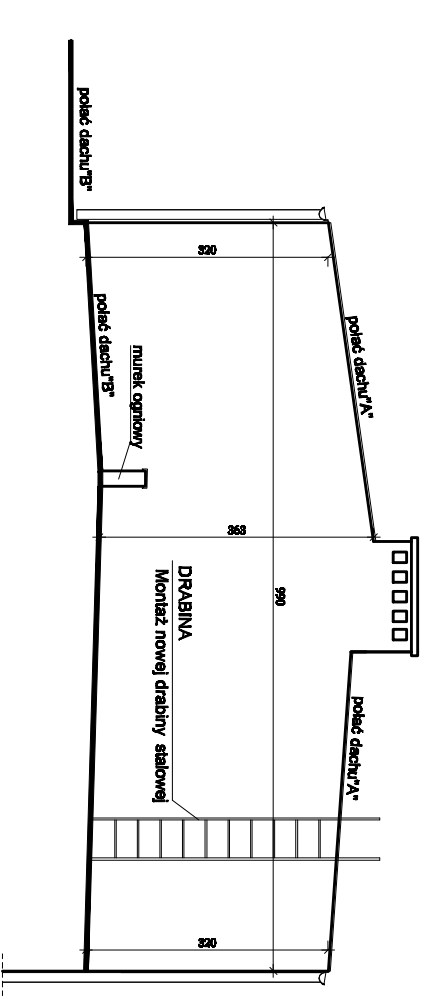 połać dachu"B"
320
połać dachu"A"
połać dachu"B"
murek ogniowy
363
990
DRABINA
Montaż nowej drabiny stalowej
połać dachu"A"
320